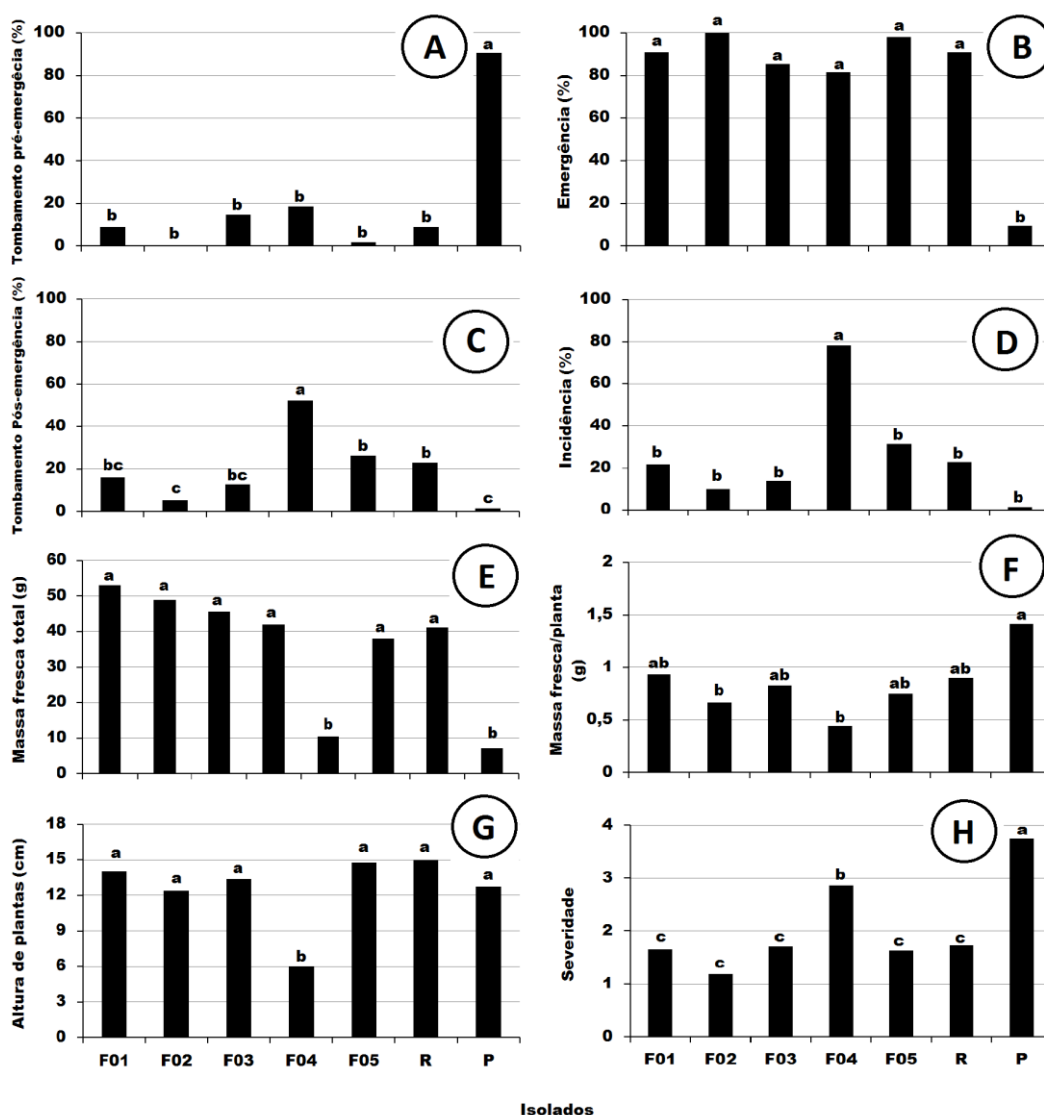 Tombamento pré-emergêcia (%)
100
80
60
40
20
0
b
b
b
b
b
b
a
A
Emergência (%)
100
80
60
40
20
0
a
a
a
a
a
a
b
B
Tombamento Pós-emergência (%)
100
80
60
40
20
0
bc
c
bc
a
b
b
c
C
Incidência (%)
100
80
60
40
20
0
b
b
b
a
b
b
b
D
Massa fresca total (g)
60
50
40
30
20
10
0
a
a
a
a
b
a
a
b
E
Massa fresca/planta
(g)
2
1,5
1
0,5
0
ab
b
ab
b
ab
ab
a
F
Altura de plantas (cm)
18
15
12
9
6
3
0
a
a
a
b
a
a
a
G
F01 F02 F03 F04 F05 R P
Severidade
4
3
2
1
0
c
c
c
b
c
c
a
H
F01 F02 F03 F04 F05 R P
Isolados